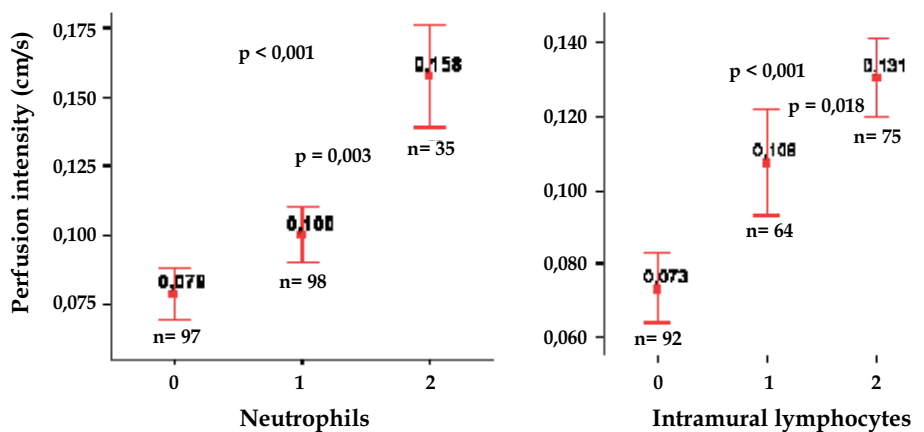 Perfusion intensity (cm/s)
0,175
0,150
0,125
0,100
0,075
p < 0,001
p = 0,003
0,079
n= 97
0,100
n= 98
0,158
n= 35
0 1 2
Neutrophils
0,140
0,120
0,100
0,080
0,060
p < 0,001
p = 0,018
0,073
n= 92
0,108
n= 64
0,131
n= 75
0 1 2
Intramural lymphocytes